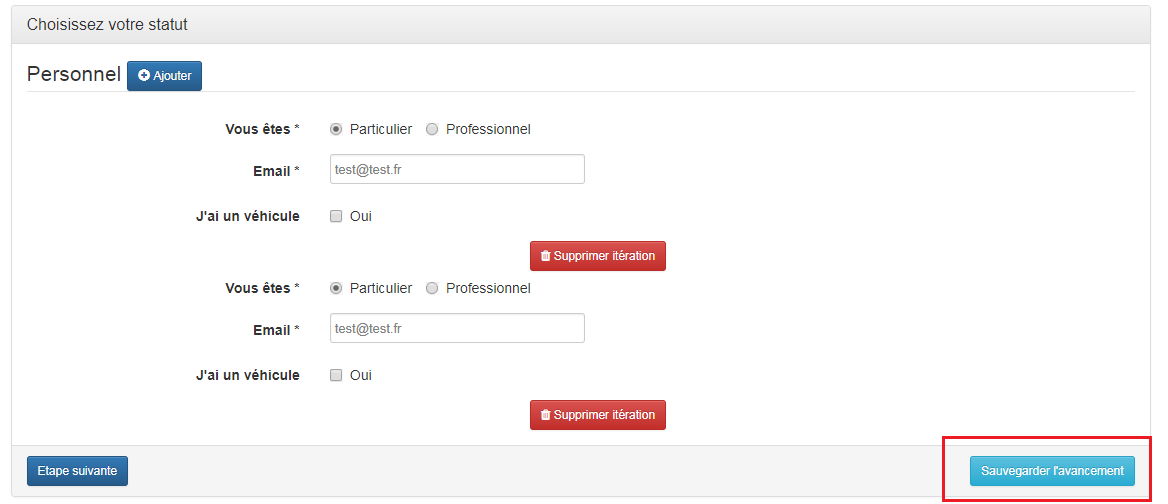 Choisissez votre statut
Personnel Ajouter
Vous êtes * Particulier Professionnel
Email * test@test.fr
J'ai un véhicule Oui
Supprimer itération
Vous êtes * Particulier Professionnel
Email * test@test.fr
J'ai un véhicule Oui
Supprimer itération
Etape suivante Sauvegarder l'avancement